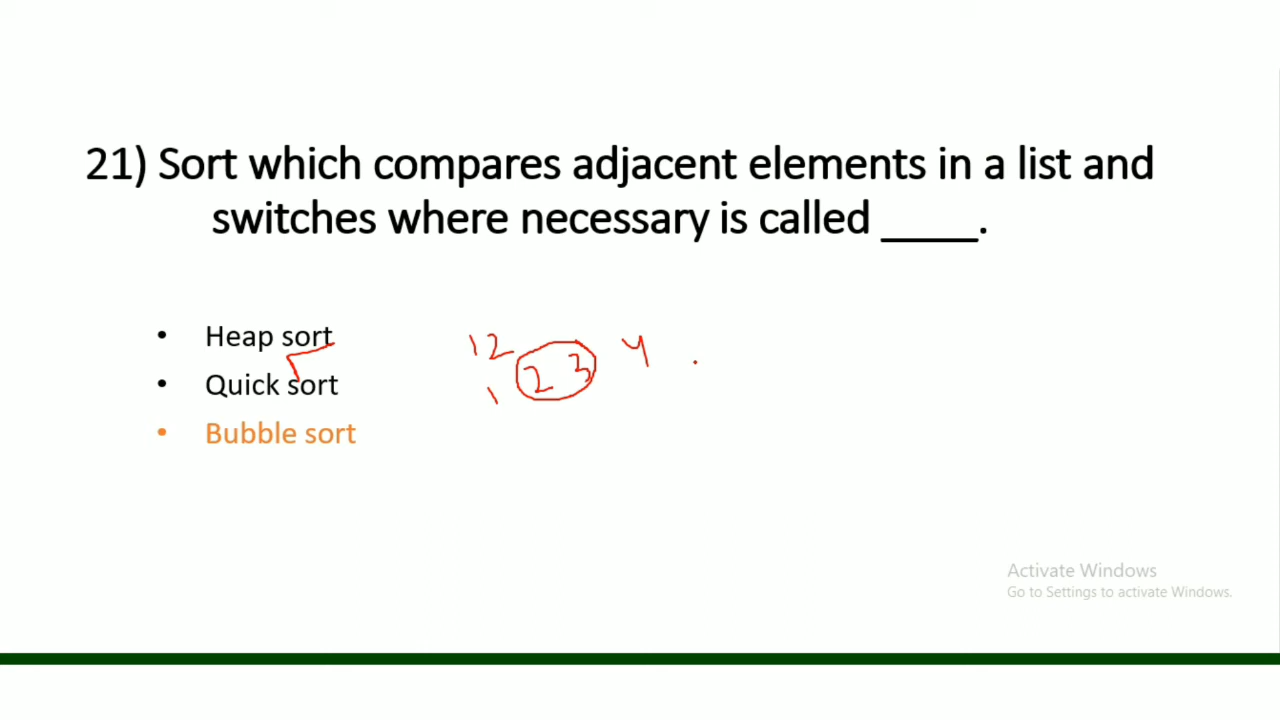 21) Sort which compares adjacent elements in a list and
switches where necessary is called _____.
• Heap sort
• Quick sort
• Bubble sort
12
1 2 3 4
Activate Windows
Go to Settings to activate Windows.